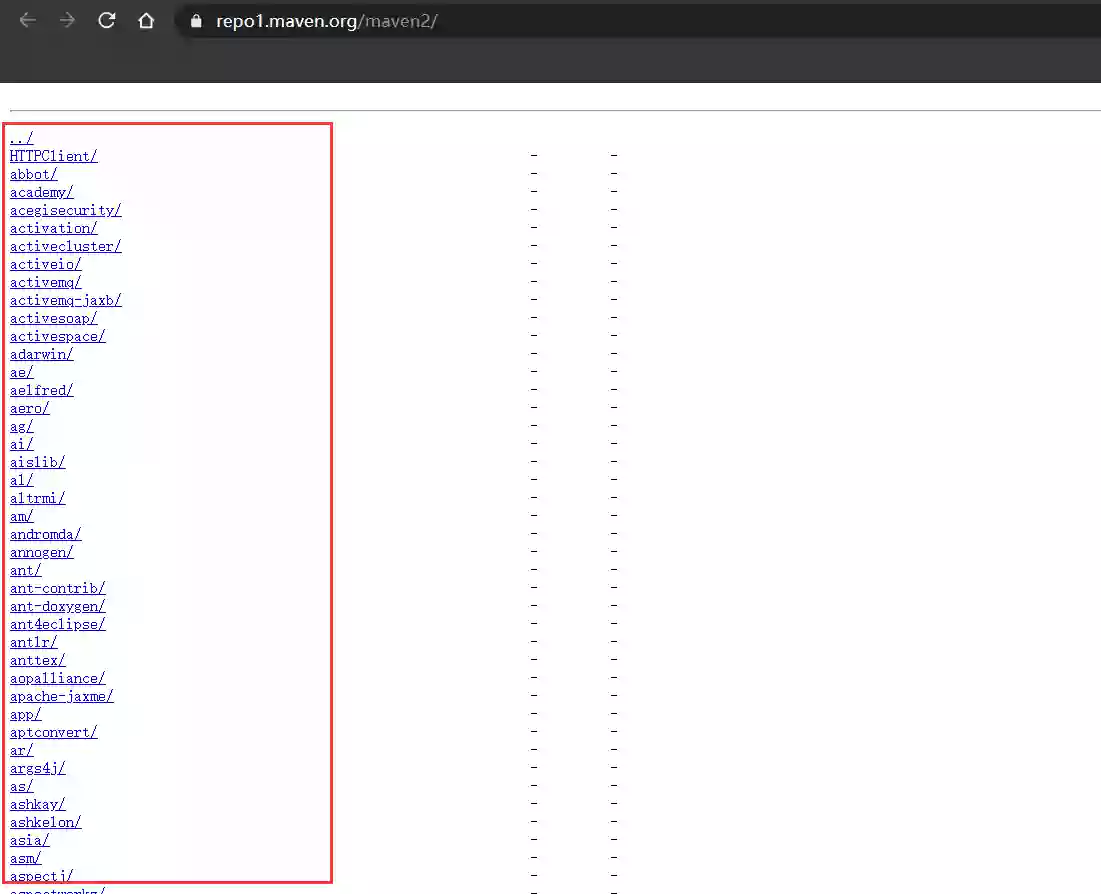 repo1.maven.org/maven2/
../
HTTPClient/ - -
abbot/ - -
academy/ - -
acegisecurity/ - -
activation/ - -
activecluster/ - -
activeio/ - -
activemq/ - -
activemq-jaxb/ - -
activesoap/ - -
activespace/ - -
adarwin/ - -
ae/ - -
aelfred/ - -
aero/ - -
ag/ - -
ai/ - -
aislib/ - -
al/ - -
altrmi/ - -
am/ - -
andromda/ - -
annogen/ - -
ant/ - -
ant-contrib/ - -
ant-doxygen/ - -
ant4eclipse/ - -
antlr/ - -
anttex/ - -
aopalliance/ - -
apache-jaxme/ - -
app/ - -
aptconvert/ - -
ar/ - -
args4j/ - -
as/ - -
ashkay/ - -
ashkelon/ - -
asia/ - -
asm/ - -
aspectj/ - -
aspectwerkz/ - -